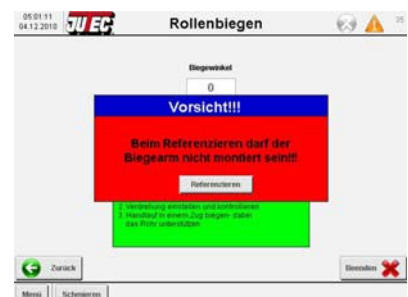 05:01:11
04.12.2010
Rollenbiegen
35
Biegewinkel
0
Vorsicht!!!
Beim Referenzieren darf der
Biegearm nicht montiert sein!!!
Referenzieren
2. Verdrehung einstellen und kontrollieren
3. Handlauf in einem Zug biegen- dabei
das Rohr unterstützen
Zurück
Beenden
Menü
Schmieren